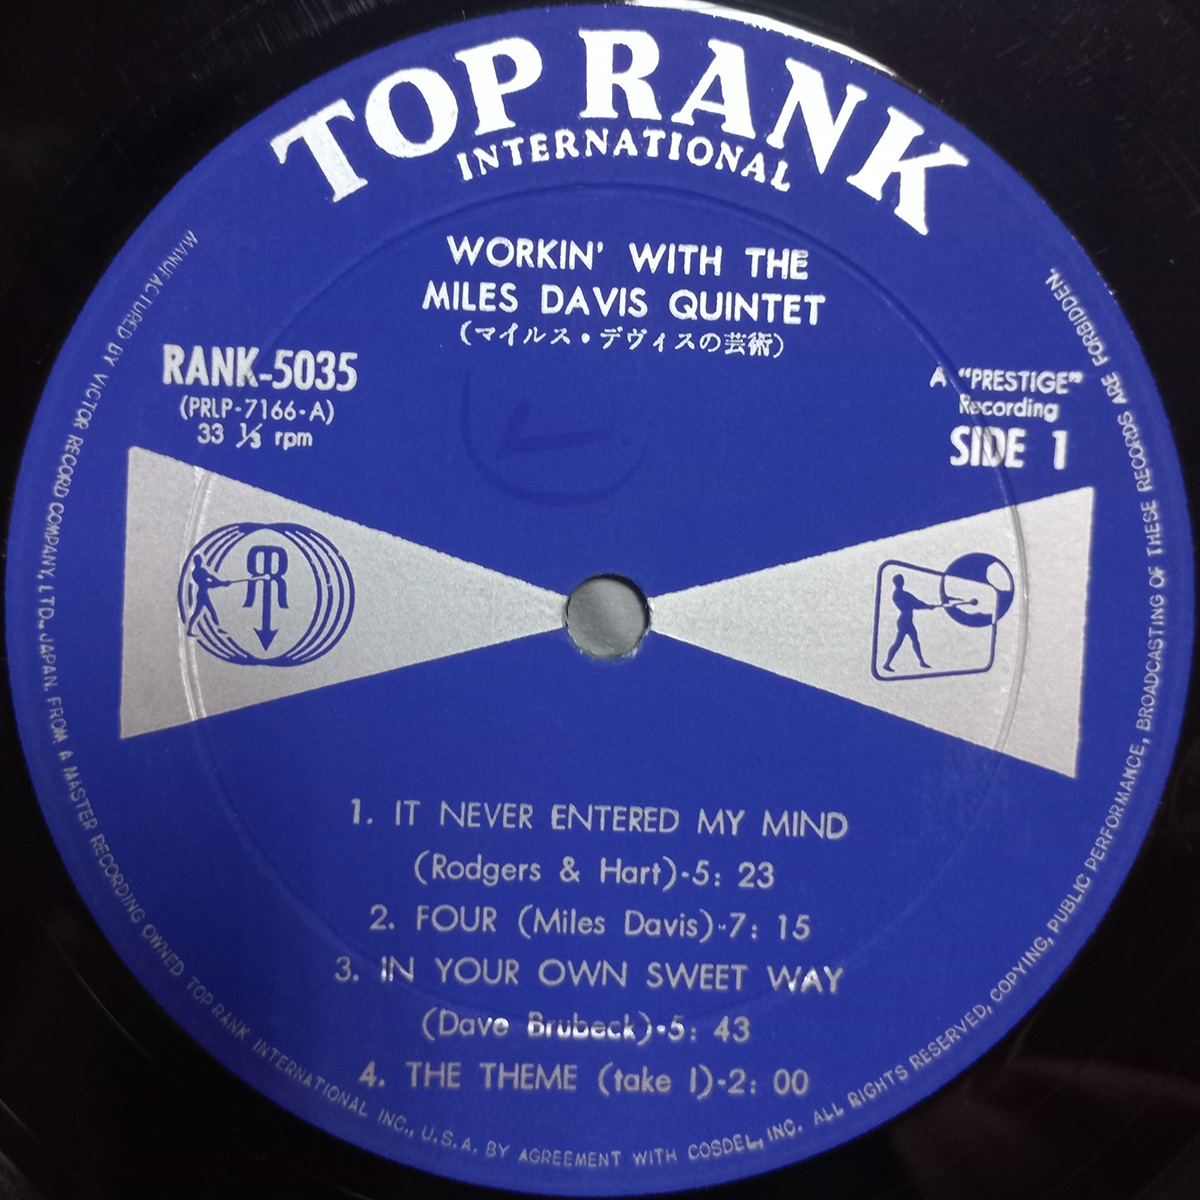 TOP RANK
INTERNATIONAL
WORKIN' WITH THE
MILES DAVIS QUINTET
(マイルス・デヴィスの芸術)
RANK-5035
(PRLP-7166-A)
33 ⅓ rpm
A "PRESTIGE"
Recording
SIDE 1
1. IT NEVER ENTERED MY MIND
(Rodgers & Hart)-5: 23
2. FOUR (Miles Davis)-7: 15
3. IN YOUR OWN SWEET WAY
(Dave Brubeck)-5: 43
4. THE THEME (take I)-2: 00
MANUFACTURED BY VICTOR RECORD COMPANY, LTD., JAPAN. FROM A MASTER RECORDING OWNED TOP RANK INTERNATIONAL INC., U.S.A. BY AGREEMENT WITH COSDEL, INC. ALL RIGHTS RESERVED, COPYING, PUBLIC PERFORMANCE, BROADCASTING OF THESE RECORDS ARE FORBIDDEN.